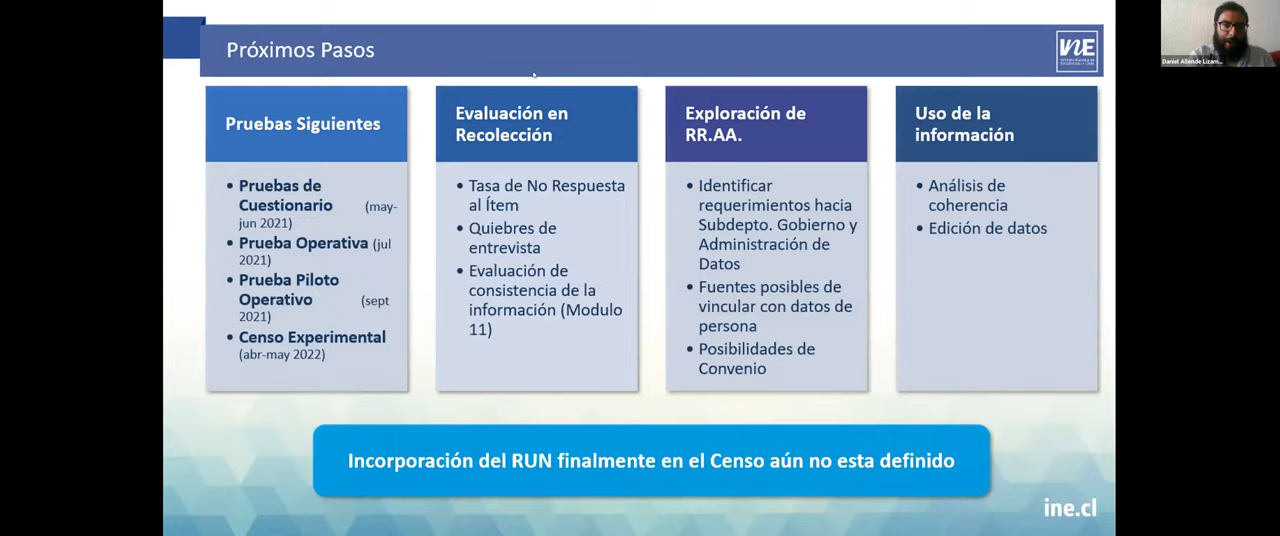 Próximos Pasos
INE
Daniel Allende Lizam...
Pruebas Siguientes
• Pruebas de
Cuestionario (may-
jun 2021)
• Prueba Operativa (jul
2021)
• Prueba Piloto
Operativo (sept
2021)
• Censo Experimental
(abr-may 2022)
Evaluación en
Recolección
• Tasa de No Respuesta
al Ítem
• Quiebres de
entrevista
• Evaluación de
consistencia de la
información (Modulo
11)
Exploración de
RR.AA.
• Identificar
requerimientos hacia
Subdepto. Gobierno y
Administración de
Datos
• Fuentes posibles de
vincular con datos de
persona
• Posibilidades de
Convenio
Uso de la
información
• Análisis de
coherencia
• Edición de datos
Incorporación del RUN finalmente en el Censo aún no esta definido
ine.cl